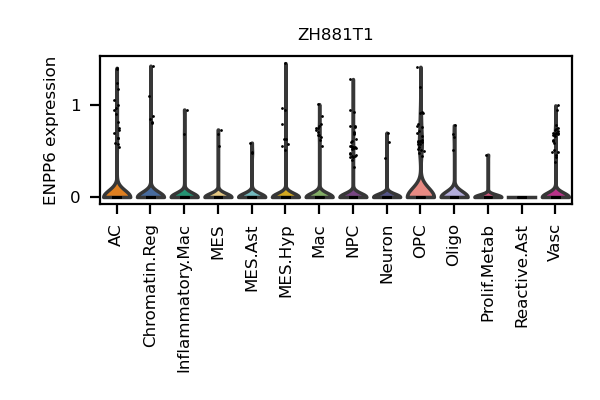 ZH881T1
ENPP6 expression
1
0
AC
Chromatin.Reg
Inflammatory.Mac
MES
MES.Ast
MES.Hyp
Mac
NPC
Neuron
OPC
Oligo
Prolif.Metab
Reactive.Ast
Vasc